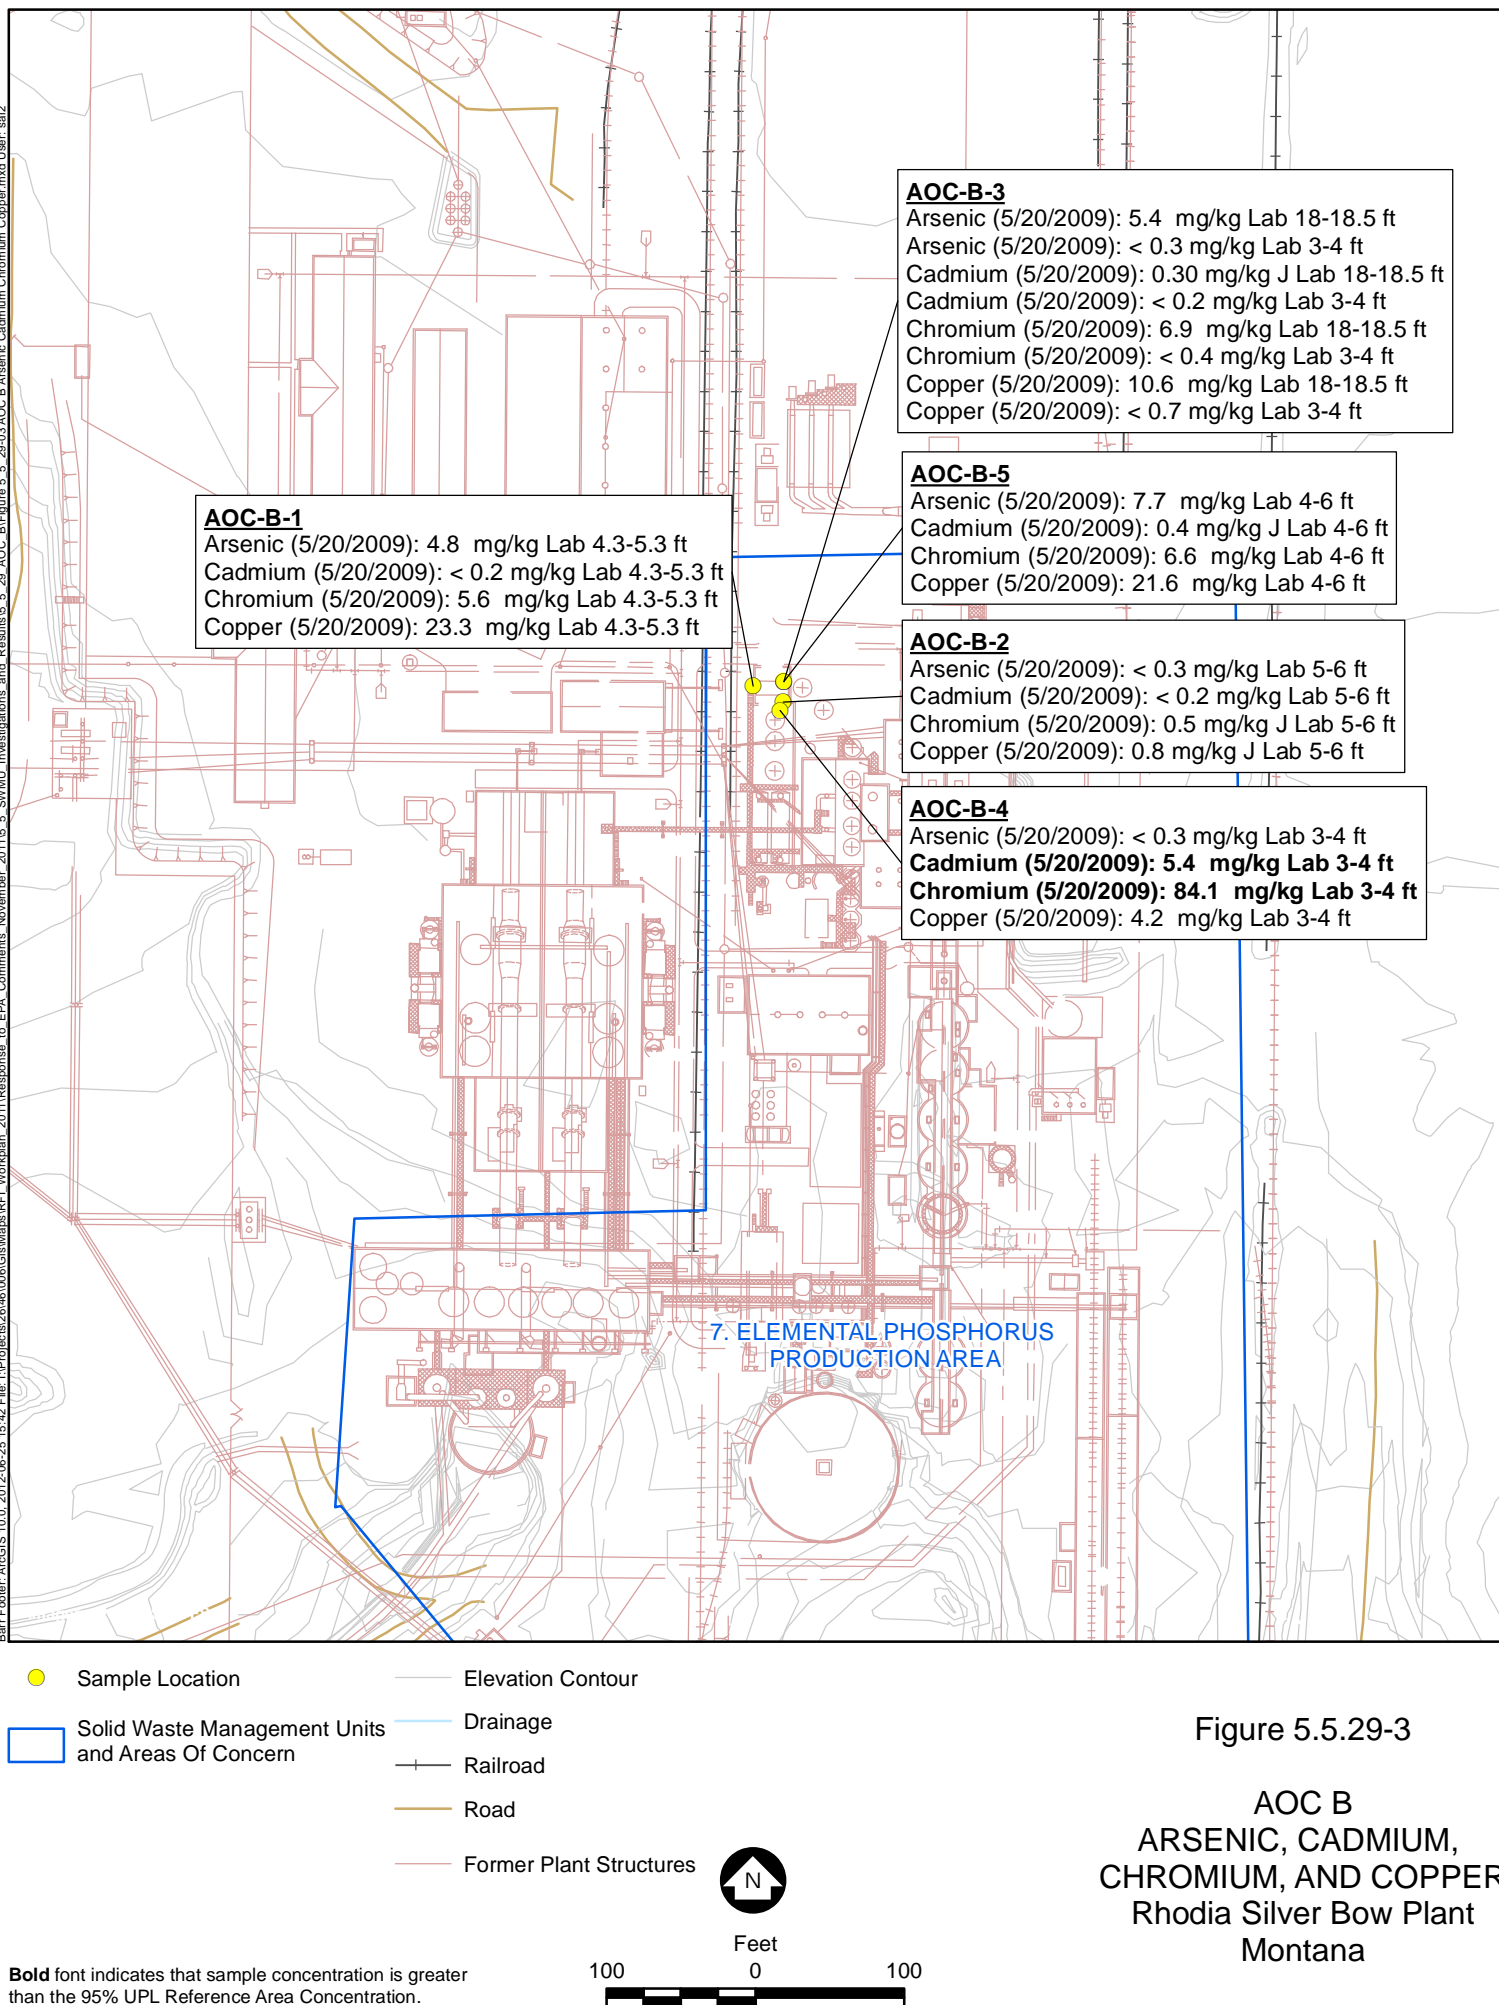 AOC-B-3
Arsenic (5/20/2009): 5.4 mg/kg Lab 18-18.5 ft
Arsenic (5/20/2009): < 0.3 mg/kg Lab 3-4 ft
Cadmium (5/20/2009): 0.30 mg/kg J Lab 18-18.5 ft
Cadmium (5/20/2009): < 0.2 mg/kg Lab 3-4 ft
Chromium (5/20/2009): 6.9 mg/kg Lab 18-18.5 ft
Chromium (5/20/2009): < 0.4 mg/kg Lab 3-4 ft
Copper (5/20/2009): 10.6 mg/kg Lab 18-18.5 ft
Copper (5/20/2009): < 0.7 mg/kg Lab 3-4 ft
AOC-B-5
Arsenic (5/20/2009): 7.7 mg/kg Lab 4-6 ft
Cadmium (5/20/2009): 0.4 mg/kg J Lab 4-6 ft
Chromium (5/20/2009): 6.6 mg/kg Lab 4-6 ft
Copper (5/20/2009): 21.6 mg/kg Lab 4-6 ft
AOC-B-1
Arsenic (5/20/2009): 4.8 mg/kg Lab 4.3-5.3 ft
Cadmium (5/20/2009): < 0.2 mg/kg Lab 4.3-5.3 ft
Chromium (5/20/2009): 5.6 mg/kg Lab 4.3-5.3 ft
Copper (5/20/2009): 23.3 mg/kg Lab 4.3-5.3 ft
AOC-B-2
Arsenic (5/20/2009): < 0.3 mg/kg Lab 5-6 ft
Cadmium (5/20/2009): < 0.2 mg/kg Lab 5-6 ft
Chromium (5/20/2009): 0.5 mg/kg J Lab 5-6 ft
Copper (5/20/2009): 0.8 mg/kg J Lab 5-6 ft
AOC-B-4
Arsenic (5/20/2009): < 0.3 mg/kg Lab 3-4 ft
Cadmium (5/20/2009): 5.4 mg/kg Lab 3-4 ft
Chromium (5/20/2009): 84.1 mg/kg Lab 3-4 ft
Copper (5/20/2009): 4.2 mg/kg Lab 3-4 ft
7. ELEMENTAL PHOSPHORUS
PRODUCTION AREA
Sample Location
Solid Waste Management Units
and Areas Of Concern
Elevation Contour
Drainage
Railroad
Road
Former Plant Structures
N
Feet
100 0 100
Bold font indicates that sample concentration is greater
than the 95% UPL Reference Area Concentration.
Figure 5.5.29-3
AOC B
ARSENIC, CADMIUM,
CHROMIUM, AND COPPER
Rhodia Silver Bow Plant
Montana